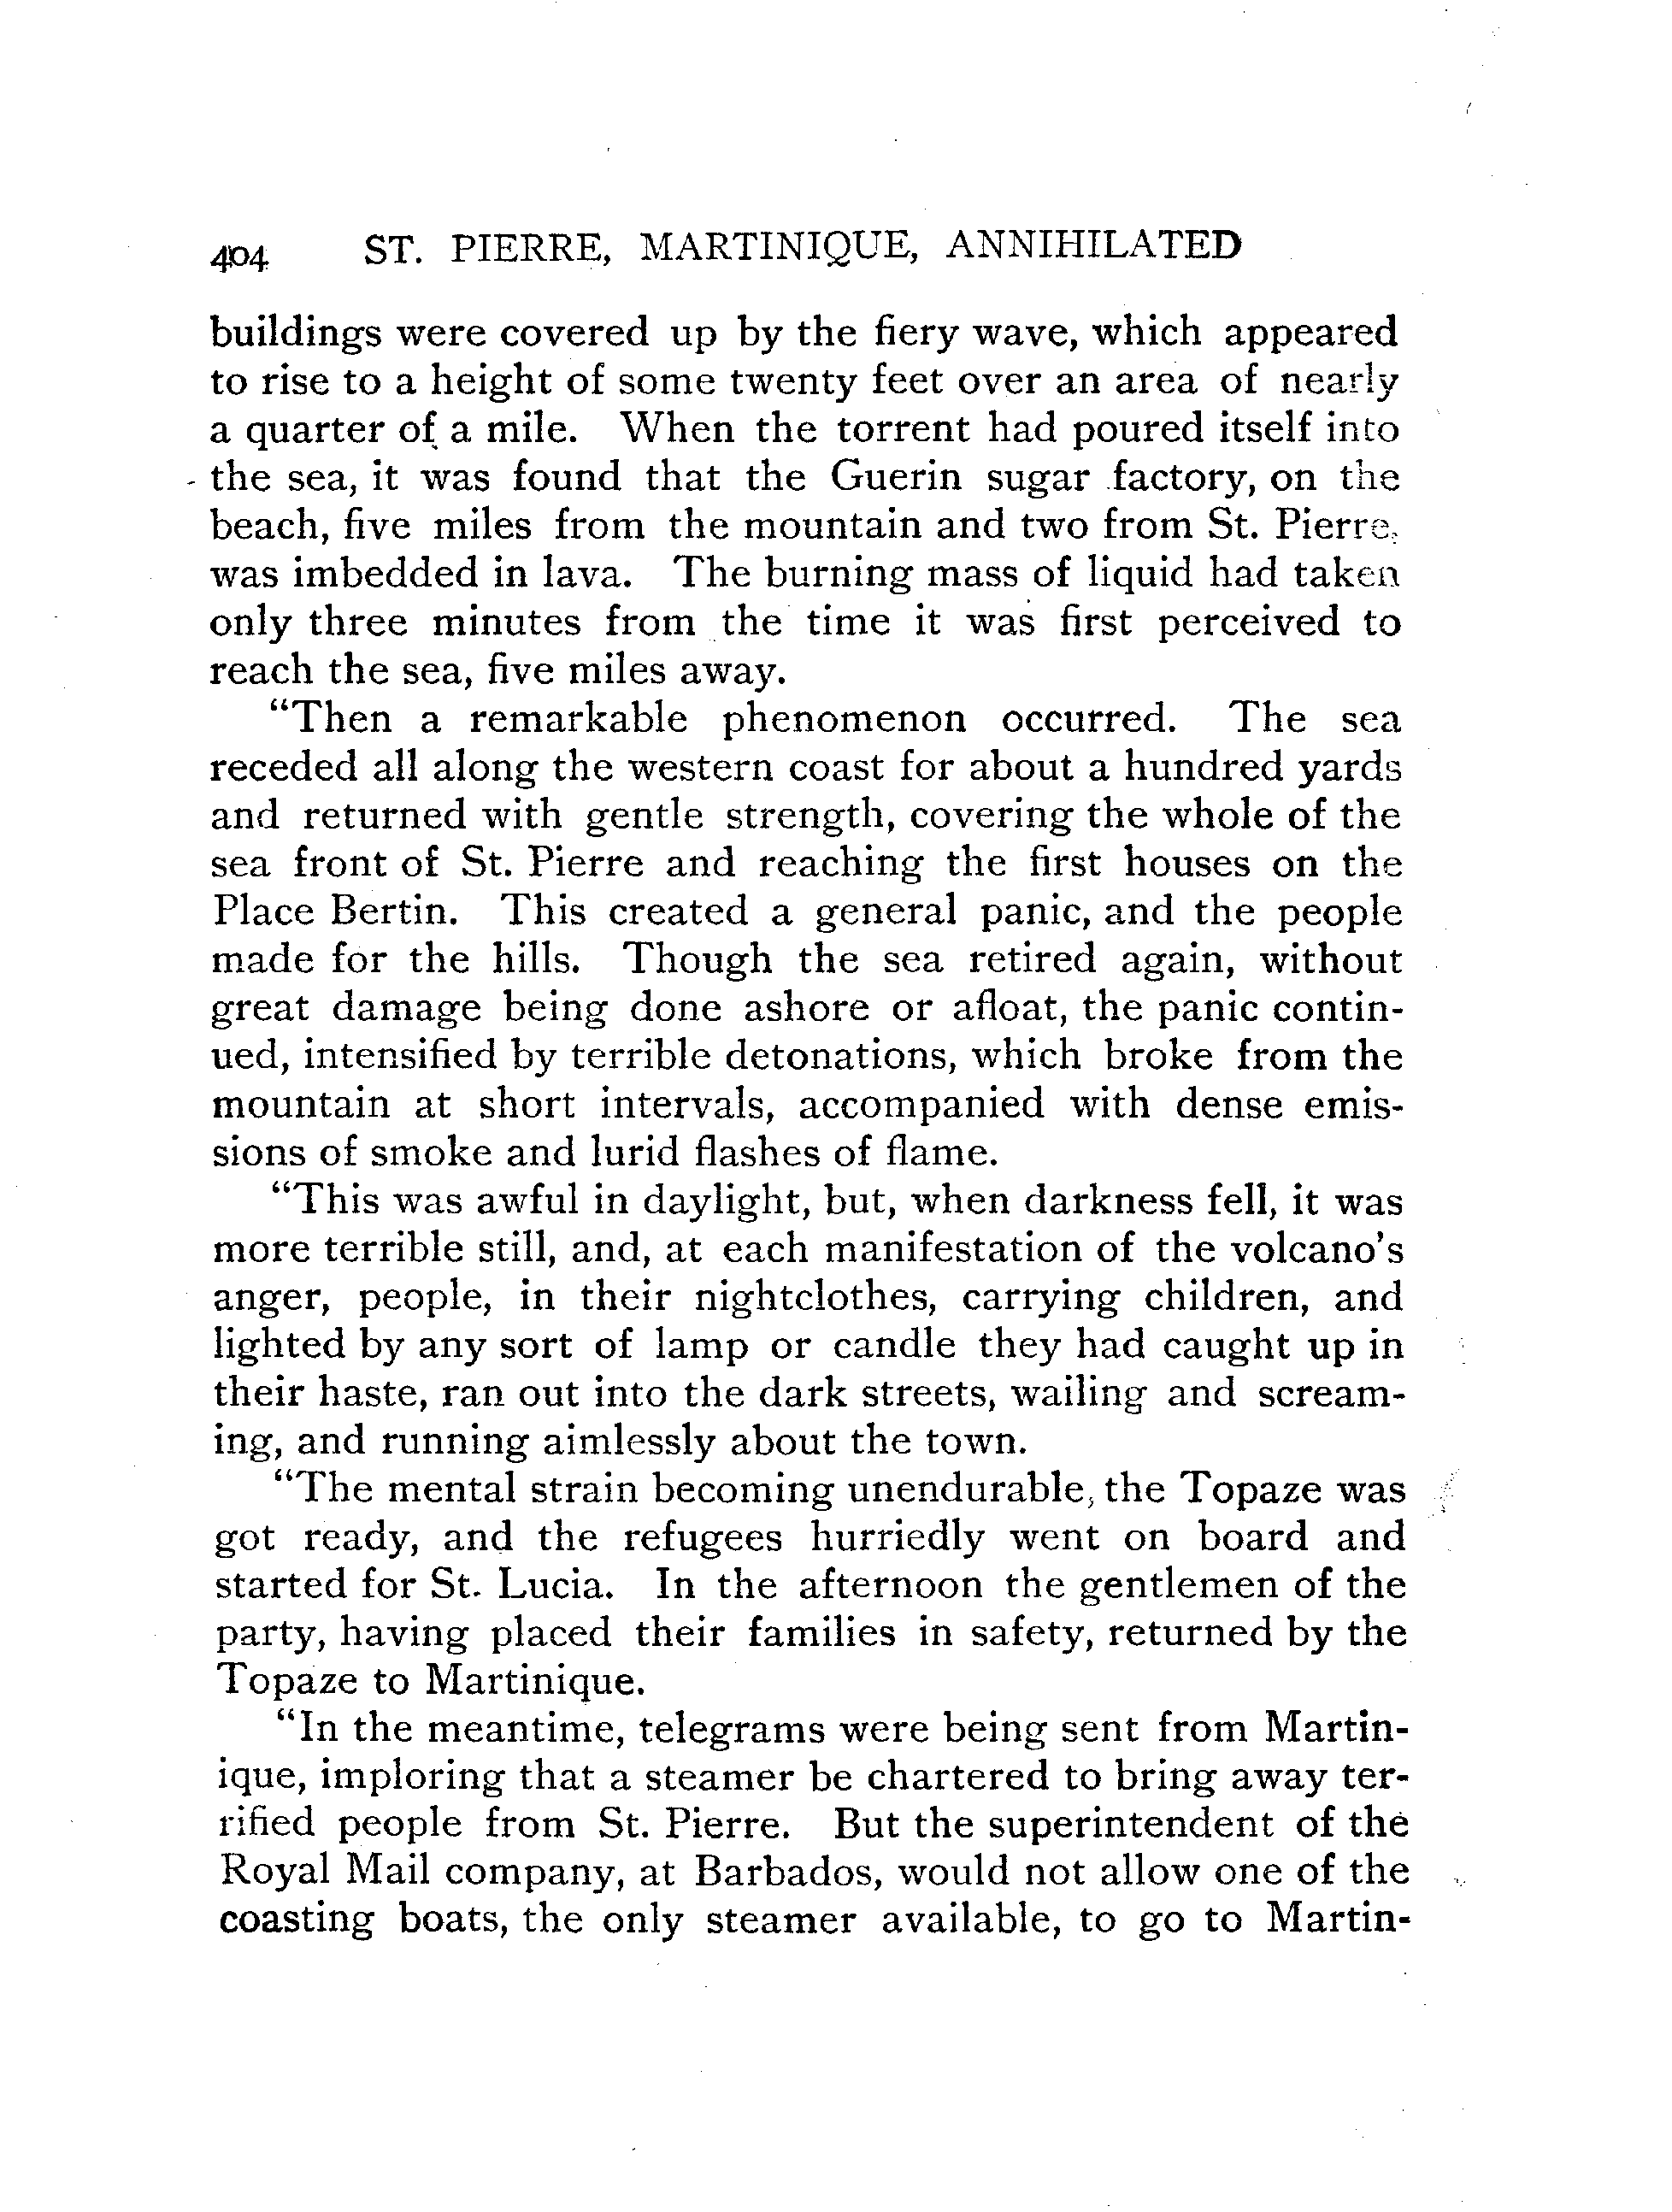 404 ST. PIERRE, MARTINIQUE, ANNIHILATED
buildings were covered up by the fiery wave, which appeared
to rise to a height of some twenty feet over an area of nearly
a quarter of a mile. When the torrent had poured itself into
the sea, it was found that the Guerin sugar factory, on the
beach, five miles from the mountain and two from St. Pierre,
was imbedded in lava. The burning mass of liquid had taken
only three minutes from the time it was first perceived to
reach the sea, five miles away.
“Then a remarkable phenomenon occurred. The sea
receded all along the western coast for about a hundred yards
and returned with gentle strength, covering the whole of the
sea front of St. Pierre and reaching the first houses on the
Place Bertin. This created a general panic, and the people
made for the hills. Though the sea retired again, without
great damage being done ashore or afloat, the panic contin-
ued, intensified by terrible detonations, which broke from the
mountain at short intervals, accompanied with dense emis-
sions of smoke and lurid flashes of flame.
“This was awful in daylight, but, when darkness fell, it was
more terrible still, and, at each manifestation of the volcano's
anger, people, in their nightclothes, carrying children, and
lighted by any sort of lamp or candle they had caught up in
their haste, ran out into the dark streets, wailing and scream-
ing, and running aimlessly about the town.
“The mental strain becoming unendurable, the Topaze was
got ready, and the refugees hurriedly went on board and
started for St. Lucia. In the afternoon the gentlemen of the
party, having placed their families in safety, returned by the
Topaze to Martinique.
“In the meantime, telegrams were being sent from Martin-
ique, imploring that a steamer be chartered to bring away ter-
rified people from St. Pierre. But the superintendent of the
Royal Mail company, at Barbados, would not allow one of the
coasting boats, the only steamer available, to go to Martin-